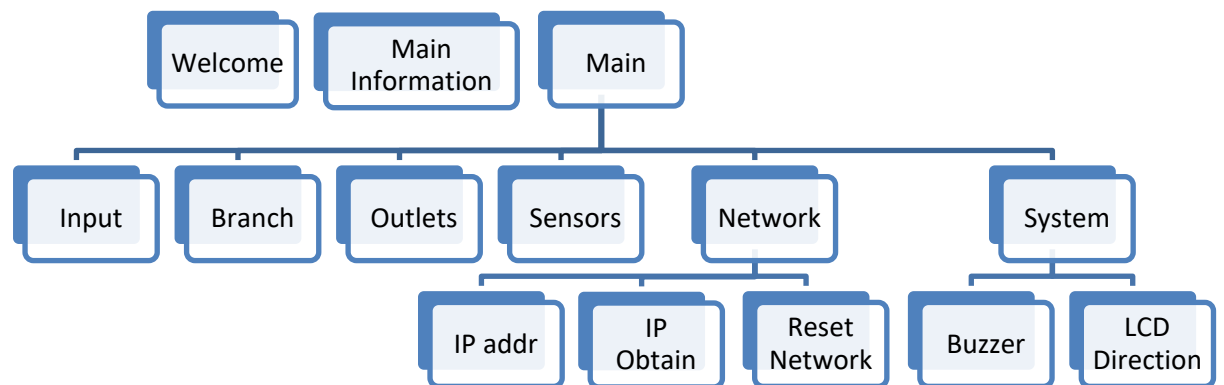 Welcome
Main
Information
Main
Input
Branch
Outlets
Sensors
Network
System
IP addr
IP
Obtain
Reset
Network
Buzzer
LCD
Direction